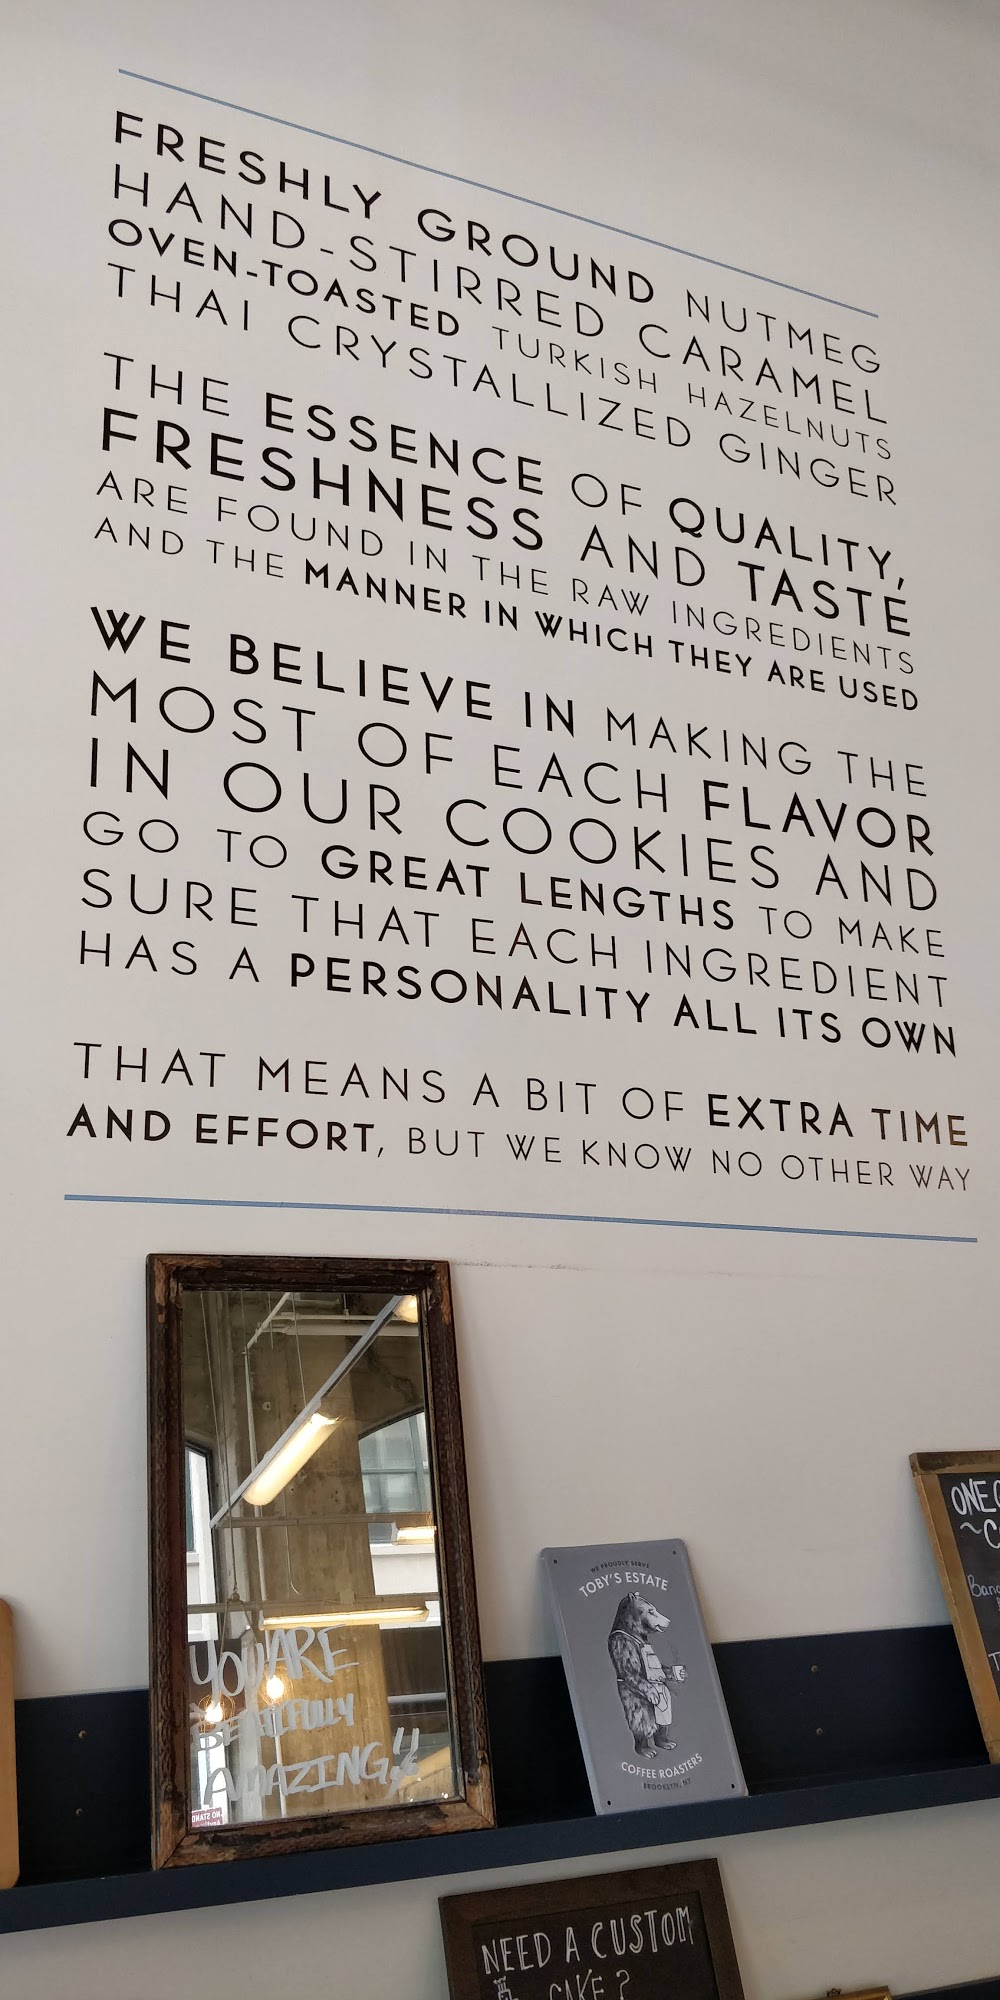 FRESHLY GROUND NUTMEG
HAND-STIRRED CARAMEL
OVEN-TOASTED TURKISH HAZELNUTS
THAI CRYSTALLIZED GINGER
THE ESSENCE OF QUALITY,
FRESHNESS AND TASTE
ARE FOUND IN THE RAW INGREDIENTS
AND THE MANNER IN WHICH THEY ARE USED
WE BELIEVE IN MAKING THE
MOST OF EACH FLAVOR
IN OUR COOKIES AND
GO TO GREAT LENGTHS TO MAKE
SURE THAT EACH INGREDIENT
HAS A PERSONALITY ALL ITS OWN
THAT MEANS A BIT OF EXTRA TIME
AND EFFORT, BUT WE KNOW NO OTHER WAY
YOU ARE
AMAZING!!
NO STAND
WE PROUDLY SERVE
TOBY'S ESTATE
COFFEE ROASTERS
BROOKLYN, NY
NEED A CUSTOM
CAKE?